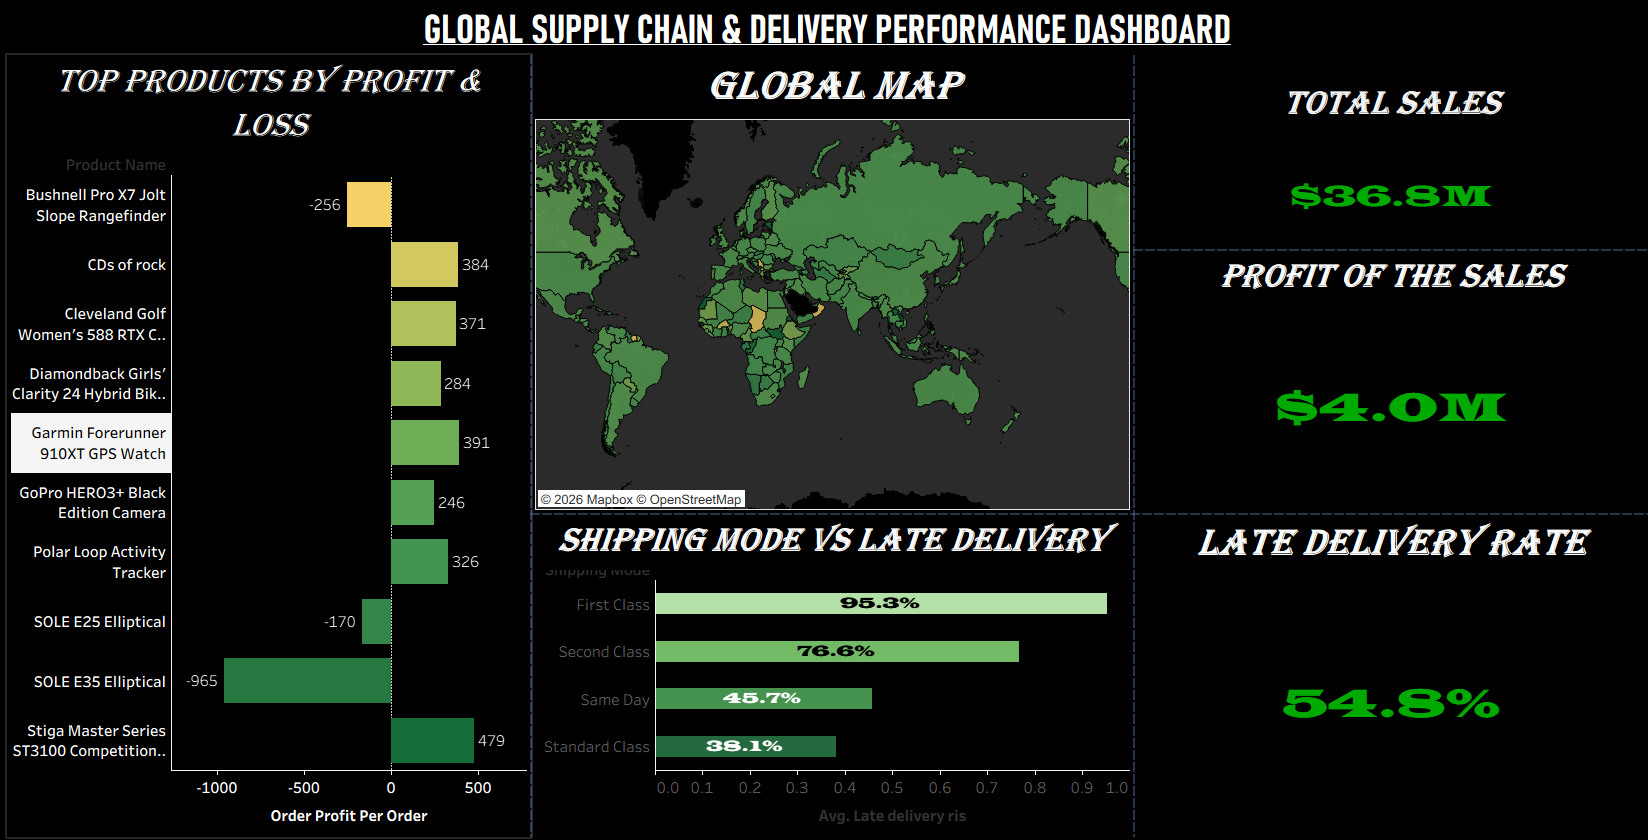 GLOBAL SUPPLY CHAIN & DELIVERY PERFORMANCE DASHBOARD
TOP PRODUCTS BY PROFIT &
LOSS
Product Name
Bushnell Pro X7 Jolt
Slope Rangefinder
-256
CDs of rock
384
Cleveland Golf
Women's 588 RTX C..
371
Diamondback Girls'
Clarity 24 Hybrid Bik..
284
Garmin Forerunner
910XT GPS Watch
391
GoPro HERO3+ Black
Edition Camera
246
Polar Loop Activity
Tracker
326
SOLE E25 Elliptical
-170
SOLE E35 Elliptical
-965
Stiga Master Series
ST3100 Competition..
479
-1000 -500 0 500
Order Profit Per Order
GLOBAL MAP
© 2026 Mapbox © OpenStreetMap
SHIPPING MODE VS LATE DELIVERY
Shipping Mode
First Class 95.3%
Second Class 76.6%
Same Day 45.7%
Standard Class 38.1%
0.0 0.1 0.2 0.3 0.4 0.5 0.6 0.7 0.8 0.9 1.0
Avg. Late delivery ris
TOTAL SALES
$36.8M
PROFIT OF THE SALES
$4.0M
LATE DELIVERY RATE
54.8%